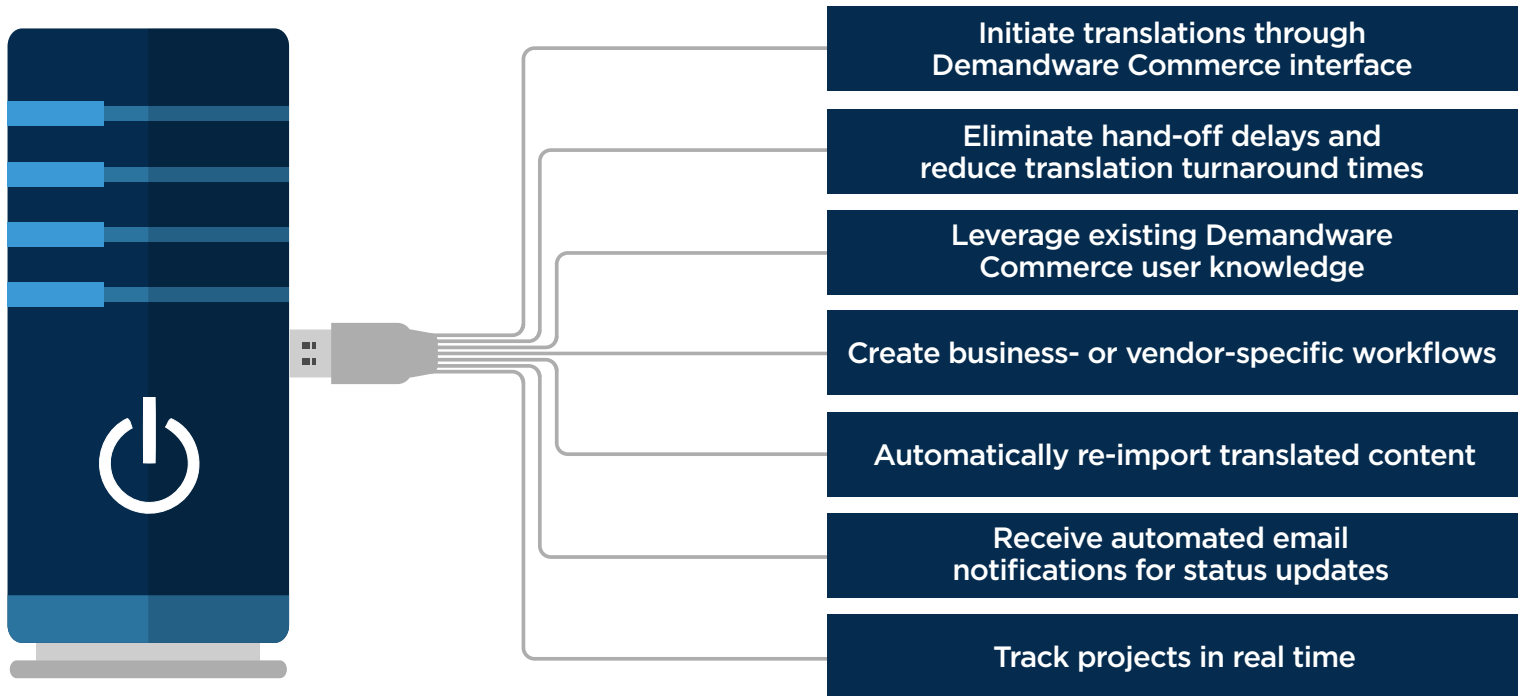 Initiate translations through
Demandware Commerce interface
Eliminate hand-off delays and
reduce translation turnaround times
Leverage existing Demandware
Commerce user knowledge
Create business- or vendor-specific workflows
Automatically re-import translated content
Receive automated email
notifications for status updates
Track projects in real time